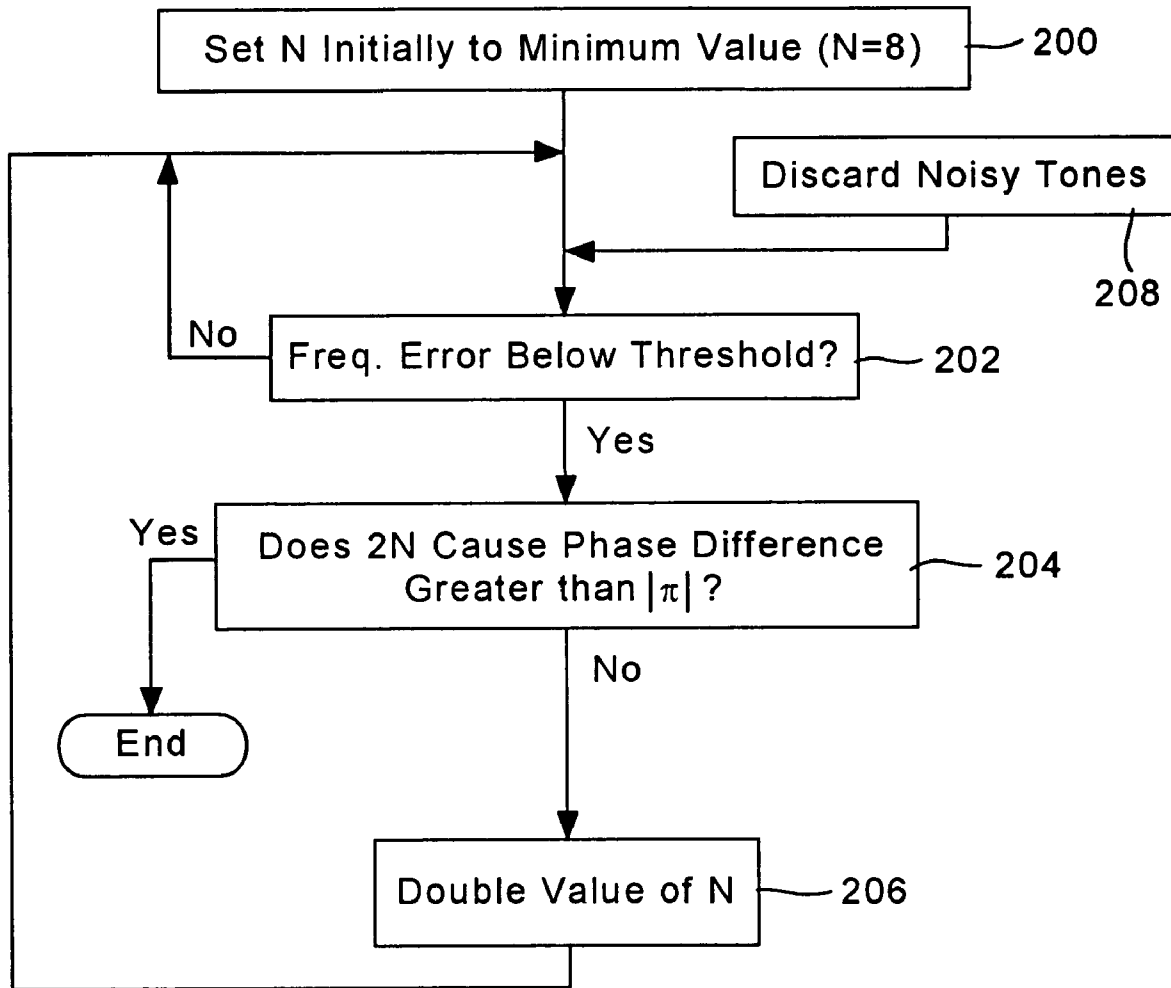 Set N Initially to Minimum Value (N=8)
200
Discard Noisy Tones
208
No
Freq. Error Below Threshold?
202
Yes
Yes
Does 2N Cause Phase Difference
Greater than |π| ?
204
No
End
Double Value of N
206